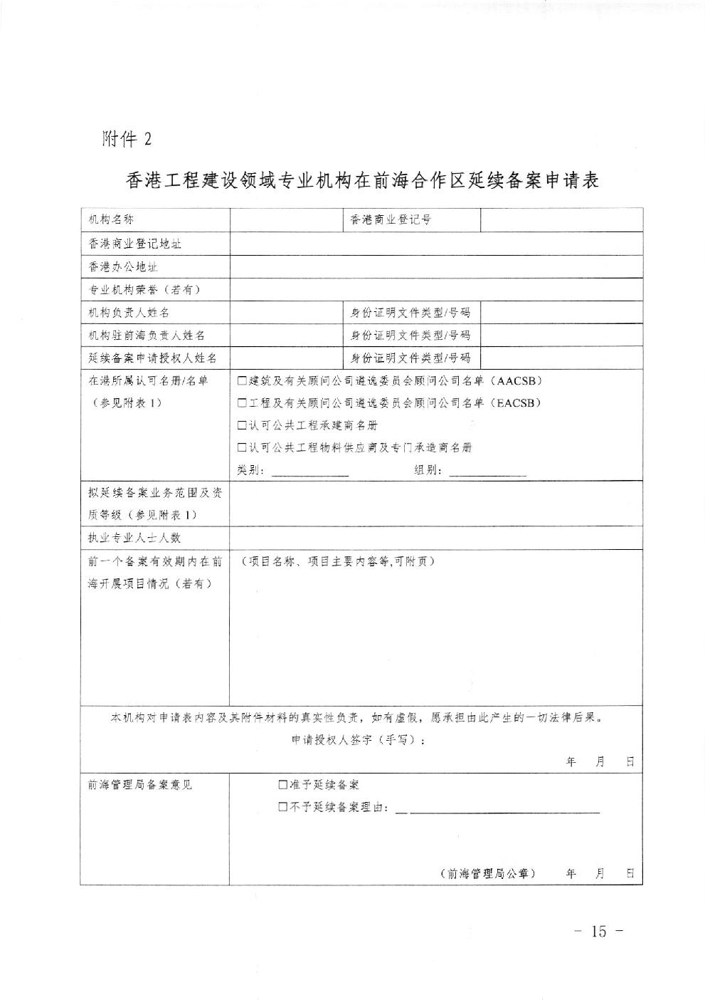 附件 2
香港工程建设领域专业机构在前海合作区延续备案申请表
机构名称 香港商业登记号
香港商业登记地址
香港办公地址
专业机构荣誉（若有）
机构负责人姓名 身份证明文件类型/号码
机构驻前海负责人姓名 身份证明文件类型/号码
延续备案申请授权人姓名 身份证明文件类型/号码
在港所属认可名册/名单
（参见附表 1）
□建筑及有关顾问公司遴选委员会顾问公司名单（AACSB）
□工程及有关顾问公司遴选委员会顾问公司名单（EACSB）
□认可公共工程承建商名册
□认可公共工程物料供应商及专门承造商名册
类别：__________ 组别：__________
拟延续备案业务范围及资
质等级（参见附表 1）
执业专业人士人数
前一个备案有效期内在前
海开展项目情况（若有）
（项目名称、项目主要内容等,可附页）
本机构对申请表内容及其附件材料的真实性负责，如有虚假，愿承担由此产生的一切法律后果。
申请授权人签字（手写）：
年 月 日
前海管理局备案意见
□准予延续备案
□不予延续备案理由：__ ________________________
（前海管理局公章） 年 月 日
- 15 -